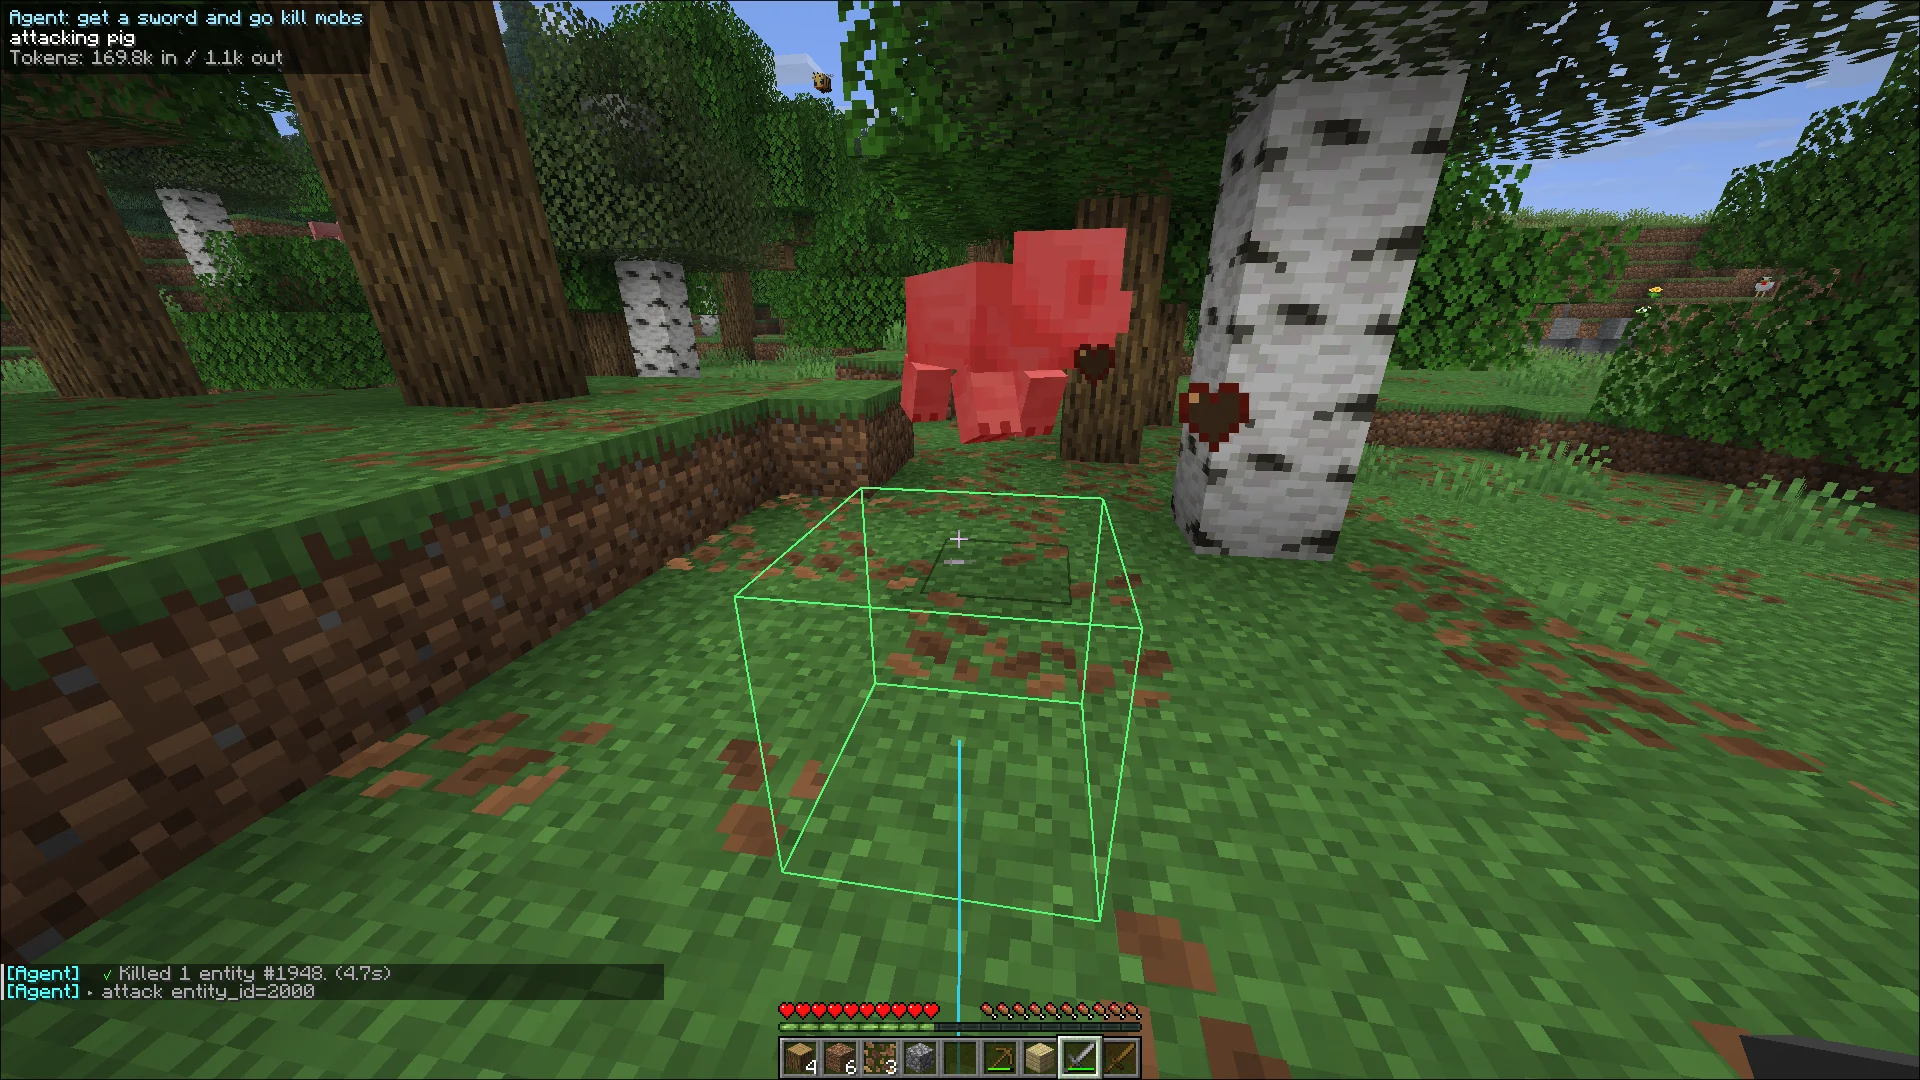 Agent: get a sword and go kill mobs
attacking pig
Tokens: 169.8k in / 1.1k out
[Agent] ✓ Killed 1 entity #1948. (4.7s)
[Agent] ▸ attack entity_id=2000
4 6 3